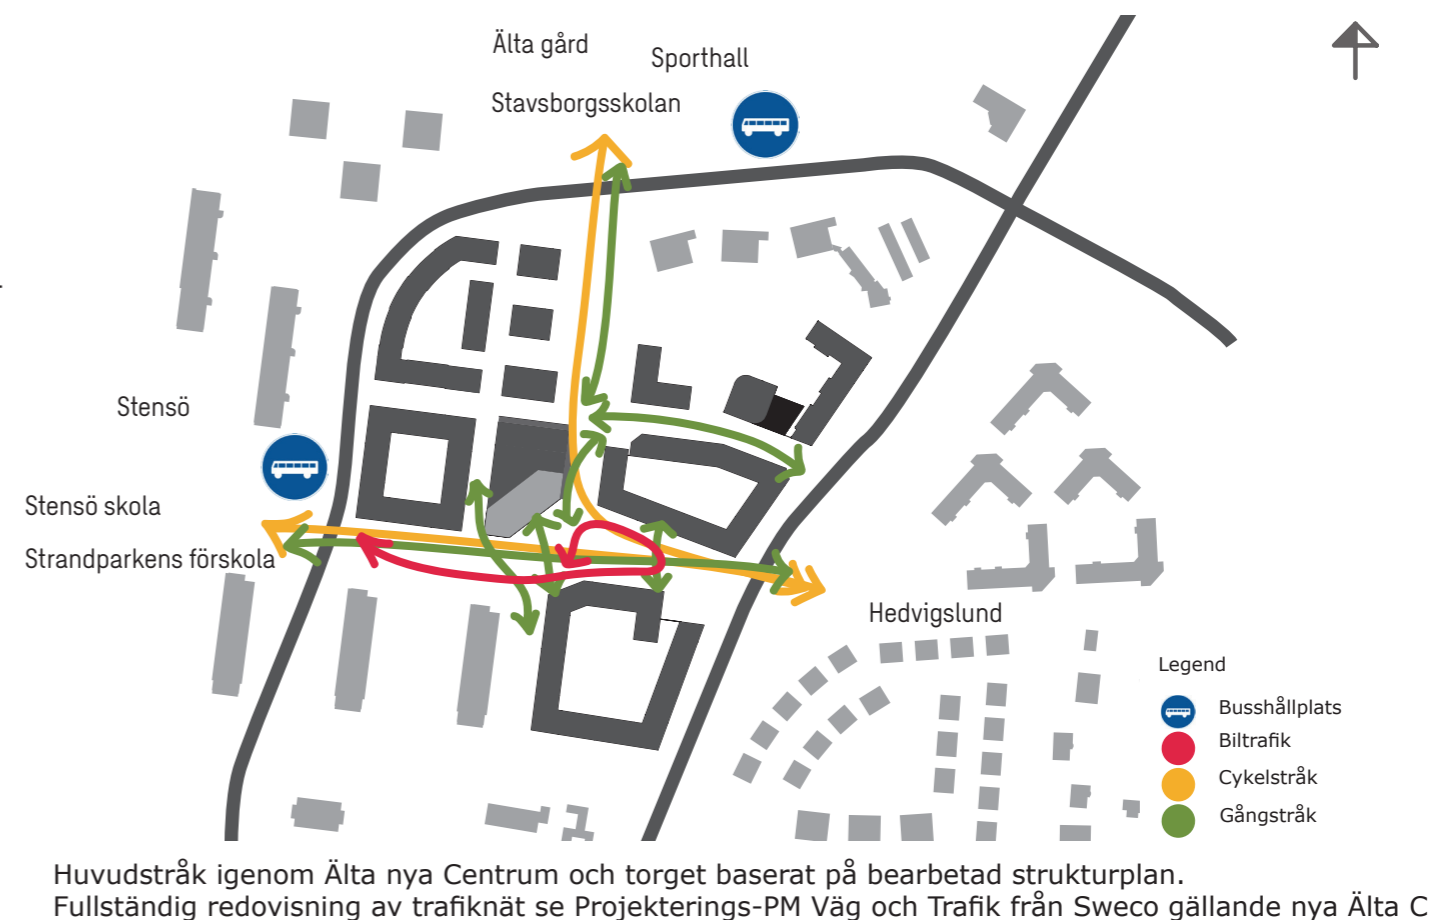 Älta gård
Sporthall
Stavsborgsskolan
Stensö
Stensö skola
Strandparkens förskola
Hedvigslund
Legend
Busshållplats
Biltrafik
Cykelstråk
Gångstråk
Huvudstråk igenom Älta nya Centrum och torget baserat på bearbetad strukturplan.
Fullständig redovisning av trafiknät se Projekterings-PM Väg och Trafik från Sweco gällande nya Älta C